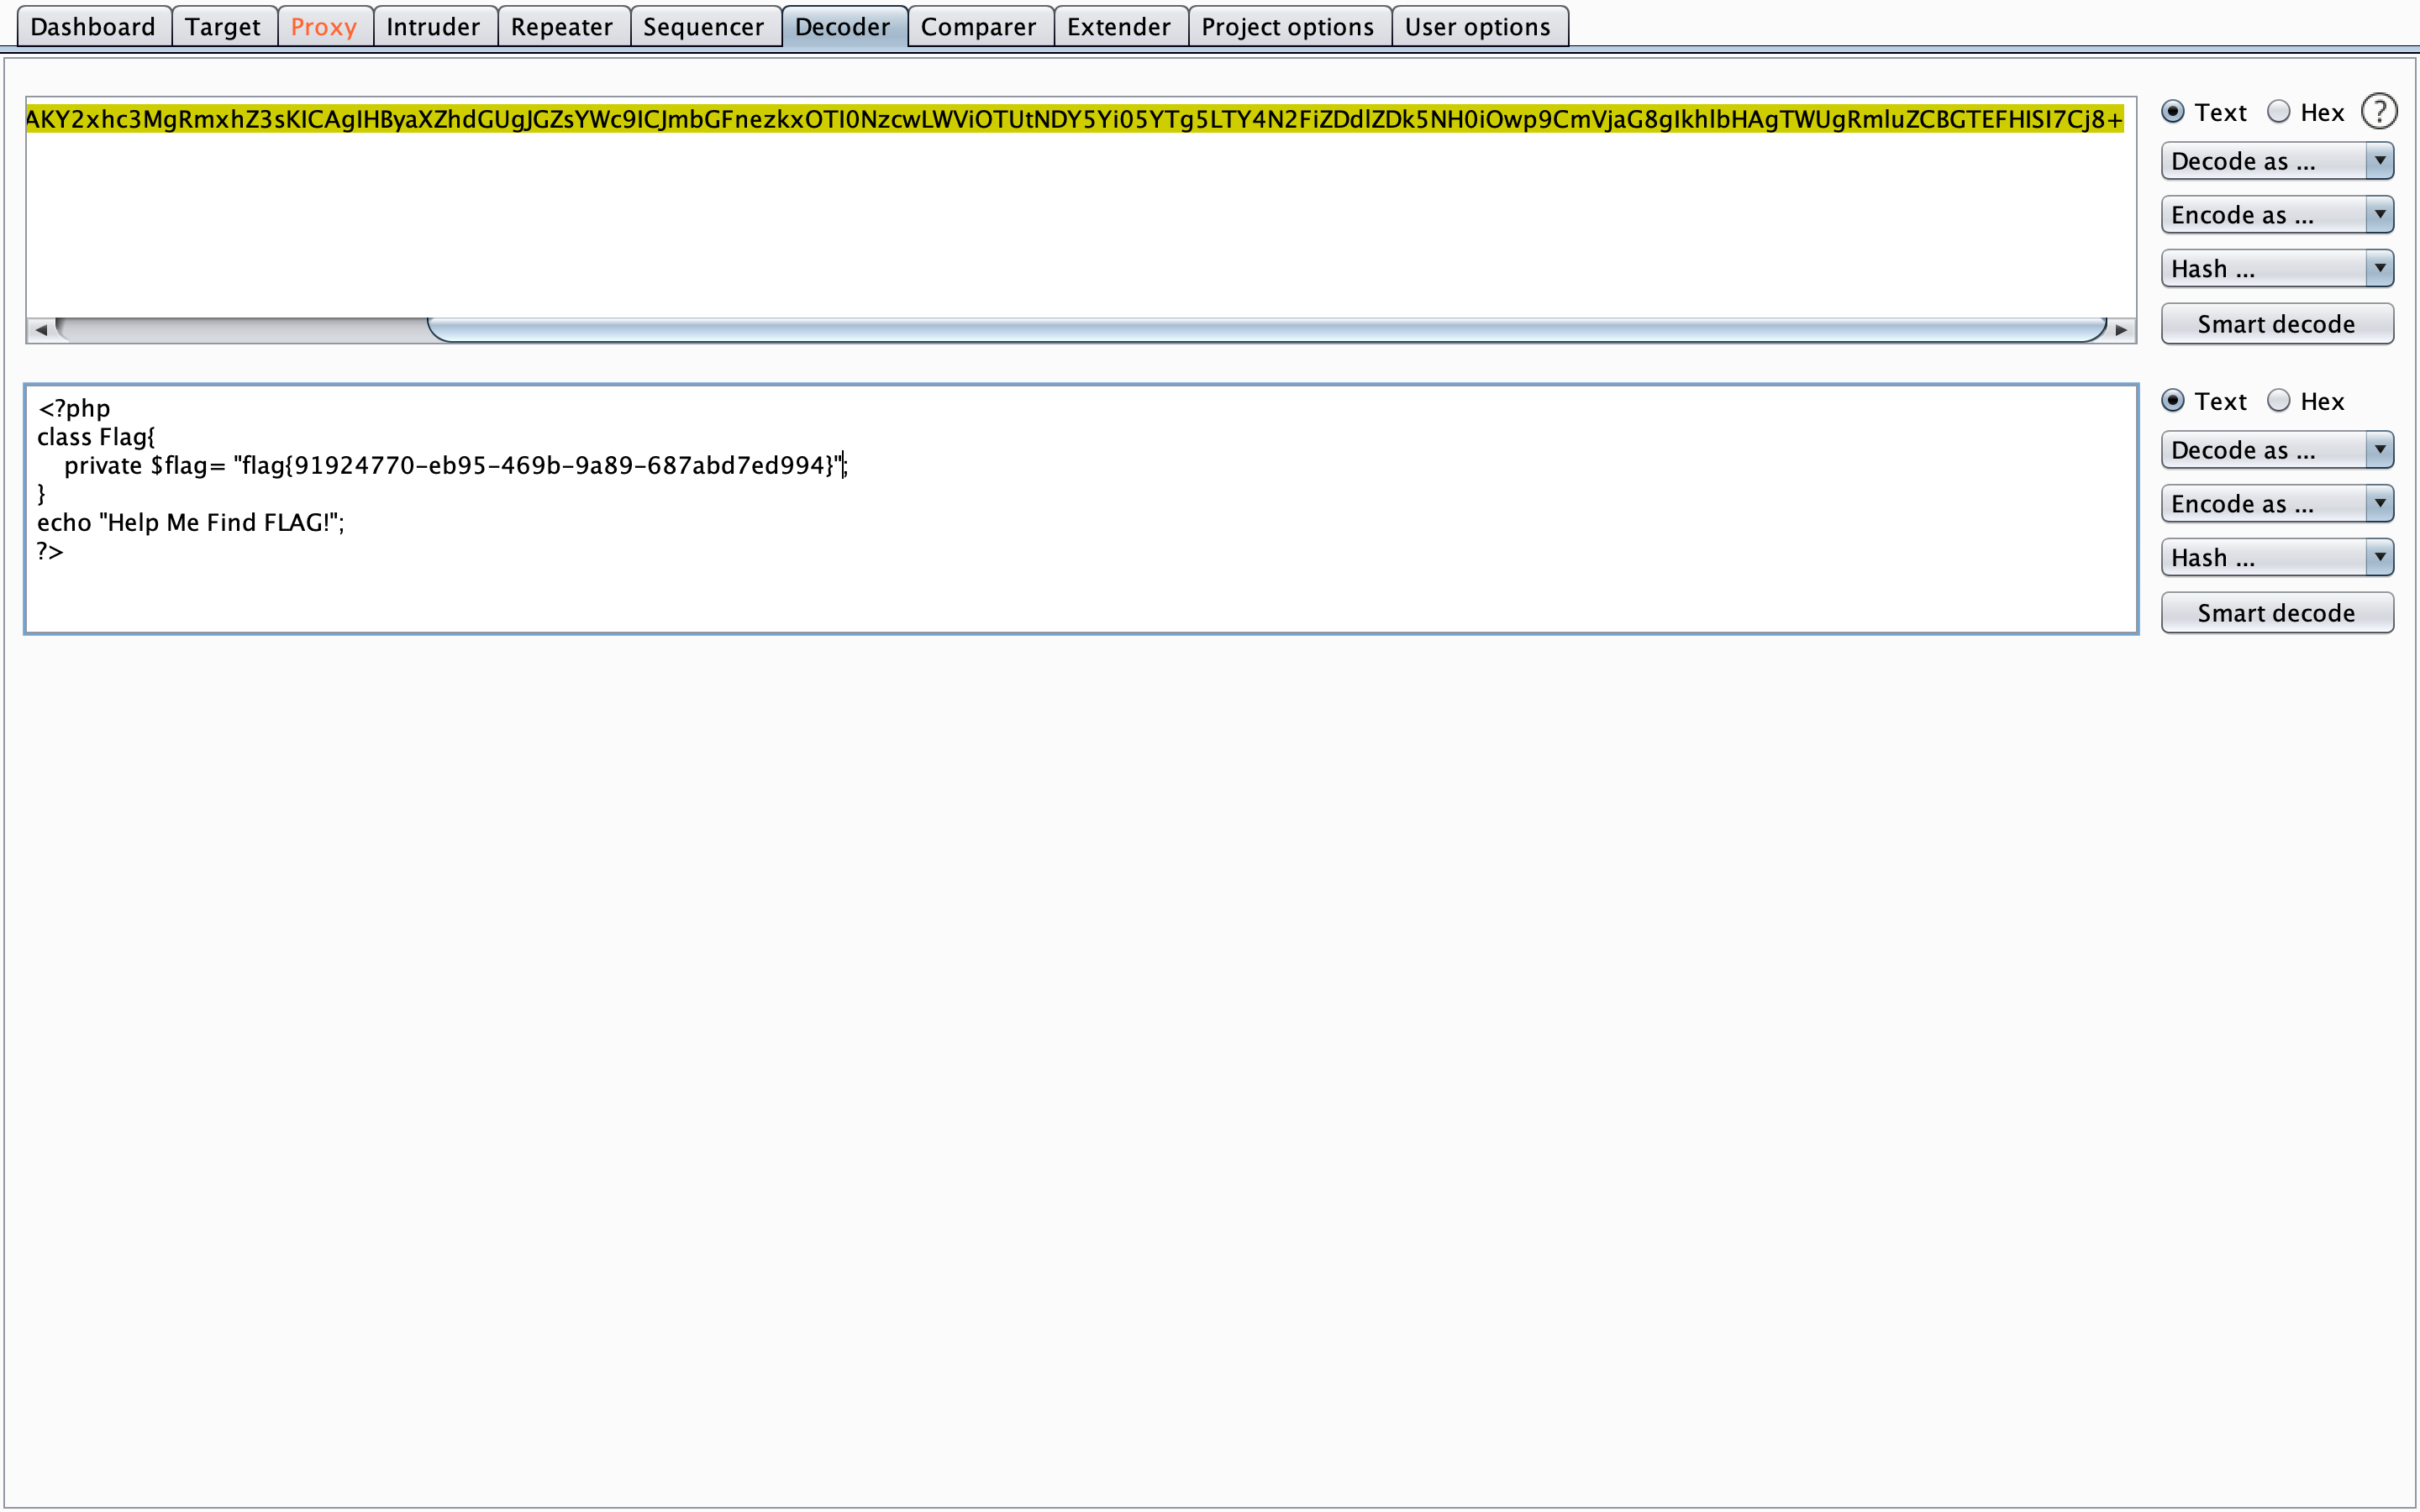 Dashboard Target Proxy Intruder Repeater Sequencer Decoder Comparer Extender Project options User options
AKY2xhc3MgRmxhZ3sKICAgIHByaXZhdGUgJGZsYWc9ICJmbGFnezkxOTI0NzcwLWViOTUtNDY5Yi05YTg5LTY4N2FiZDdlZDk5NH0iOwp9CmVjaG8gIkhlbHAgTWUgRmluZCBGTEFHISI7Cj8+
Text Hex ?
Decode as ...
Encode as ...
Hash ...
Smart decode
<?php
class Flag{
    private $flag= "flag{91924770-eb95-469b-9a89-687abd7ed994}";
}
echo "Help Me Find FLAG!";
?>
Text Hex
Decode as ...
Encode as ...
Hash ...
Smart decode